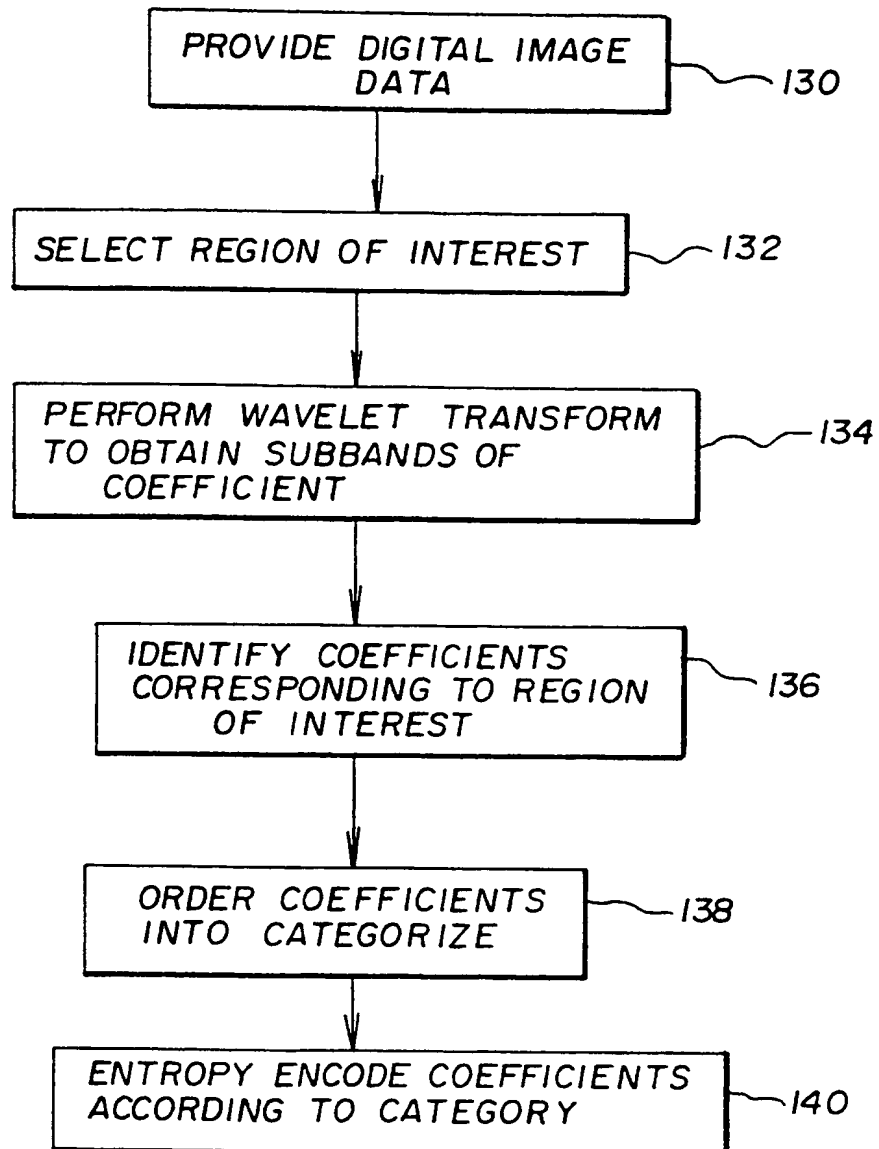 PROVIDE DIGITAL IMAGE
DATA
130
SELECT REGION OF INTEREST
132
PERFORM WAVELET TRANSFORM
TO OBTAIN SUBBANDS OF
COEFFICIENT
134
IDENTIFY COEFFICIENTS
CORRESPONDING TO REGION
OF INTEREST
136
ORDER COEFFICIENTS
INTO CATEGORIZE
138
ENTROPY ENCODE COEFFICIENTS
ACCORDING TO CATEGORY
140